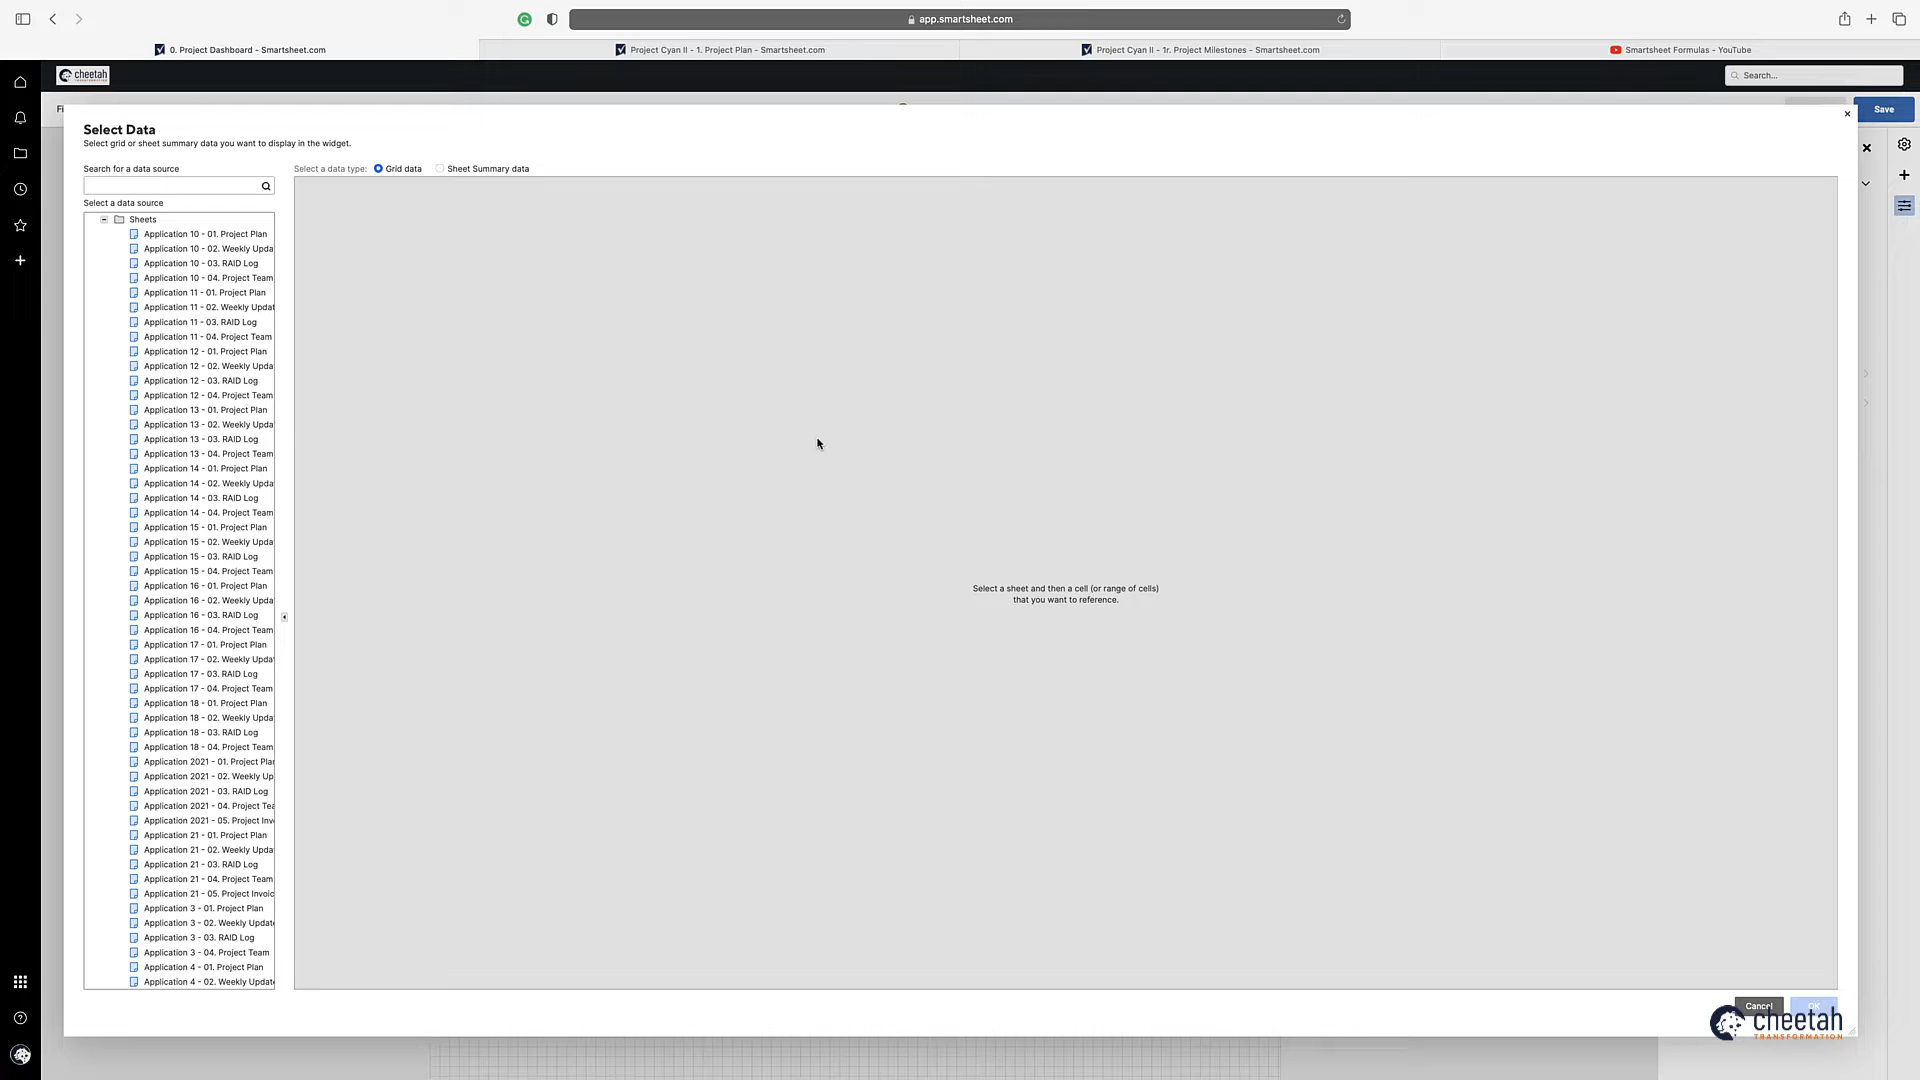 app.smartsheet.com
0. Project Dashboard - Smartsheet.com
Project Cyan II - 1. Project Plan - Smartsheet.com
Project Cyan II - 1r. Project Milestones - Smartsheet.com
Smartsheet Formulas - YouTube
cheetah
TRANSFORMATION
Search...
Fi
Save
Select Data
Select grid or sheet summary data you want to display in the widget.
Search for a data source
Select a data type:
Grid data
Sheet Summary data
Select a data source
Sheets
Application 10 - 01. Project Plan
Application 10 - 02. Weekly Updat
Application 10 - 03. RAID Log
Application 10 - 04. Project Team
Application 11 - 01. Project Plan
Application 11 - 02. Weekly Updat
Application 11 - 03. RAID Log
Application 11 - 04. Project Team
Application 12 - 01. Project Plan
Application 12 - 02. Weekly Updat
Application 12 - 03. RAID Log
Application 12 - 04. Project Team
Application 13 - 01. Project Plan
Application 13 - 02. Weekly Updat
Application 13 - 03. RAID Log
Application 13 - 04. Project Team
Application 14 - 01. Project Plan
Application 14 - 02. Weekly Updat
Application 14 - 03. RAID Log
Application 14 - 04. Project Team
Application 15 - 01. Project Plan
Application 15 - 02. Weekly Updat
Application 15 - 03. RAID Log
Application 15 - 04. Project Team
Application 16 - 01. Project Plan
Application 16 - 02. Weekly Updat
Application 16 - 03. RAID Log
Application 16 - 04. Project Team
Application 17 - 01. Project Plan
Application 17 - 02. Weekly Updat
Application 17 - 03. RAID Log
Application 17 - 04. Project Team
Application 18 - 01. Project Plan
Application 18 - 02. Weekly Updat
Application 18 - 03. RAID Log
Application 18 - 04. Project Team
Application 2021 - 01. Project Plan
Application 2021 - 02. Weekly Up
Application 2021 - 03. RAID Log
Application 2021 - 04. Project Tea
Application 2021 - 05. Project Inv
Application 21 - 01. Project Plan
Application 21 - 02. Weekly Updat
Application 21 - 03. RAID Log
Application 21 - 04. Project Team
Application 21 - 05. Project Invoic
Application 3 - 01. Project Plan
Application 3 - 02. Weekly Update
Application 3 - 03. RAID Log
Application 3 - 04. Project Team
Application 4 - 01. Project Plan
Application 4 - 02. Weekly Update
Select a sheet and then a cell (or range of cells)
that you want to reference.
Cancel
OK
cheetah
TRANSFORMATION